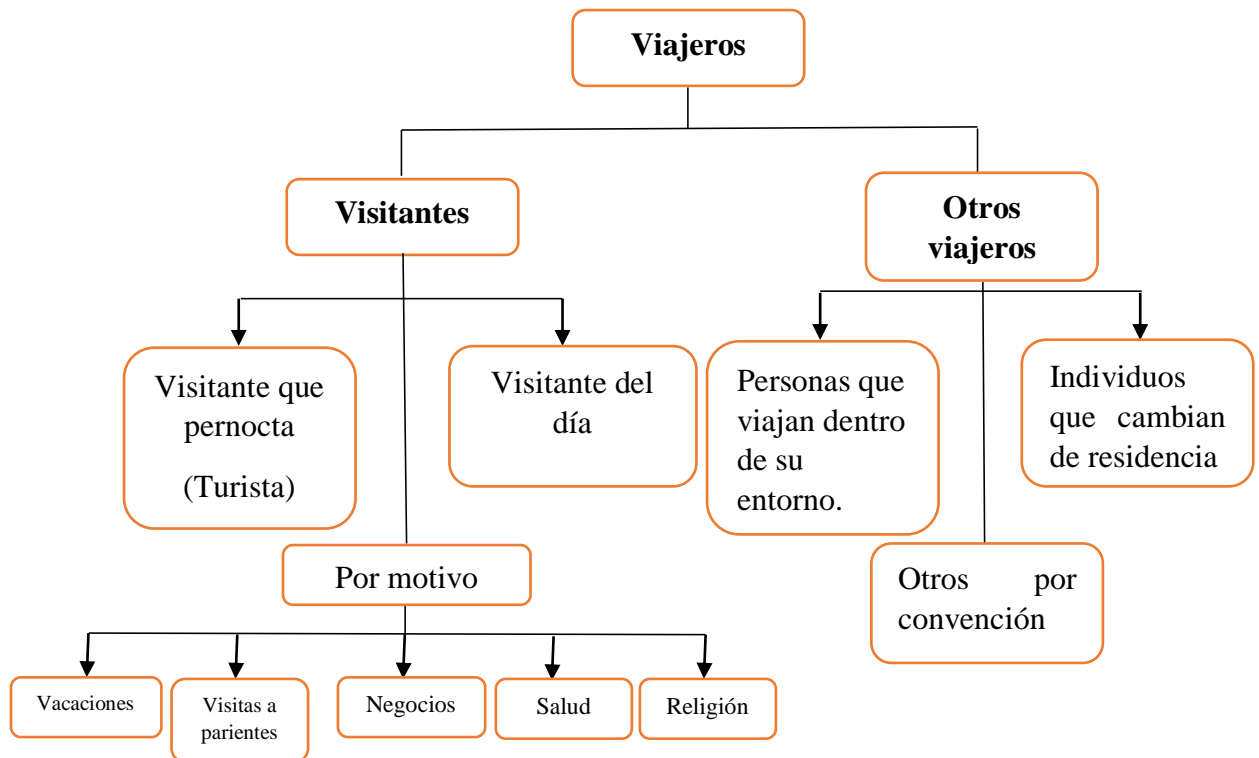 Viajeros
Visitantes
Otros
viajeros
Visitante que
pernocta
(Turista)
Visitante del
día
Personas que
viajan dentro
de su
entorno.
Individuos
que cambian
de residencia
Por motivo
Otros por
convención
Vacaciones
Visitas a
parientes
Negocios
Salud
Religión